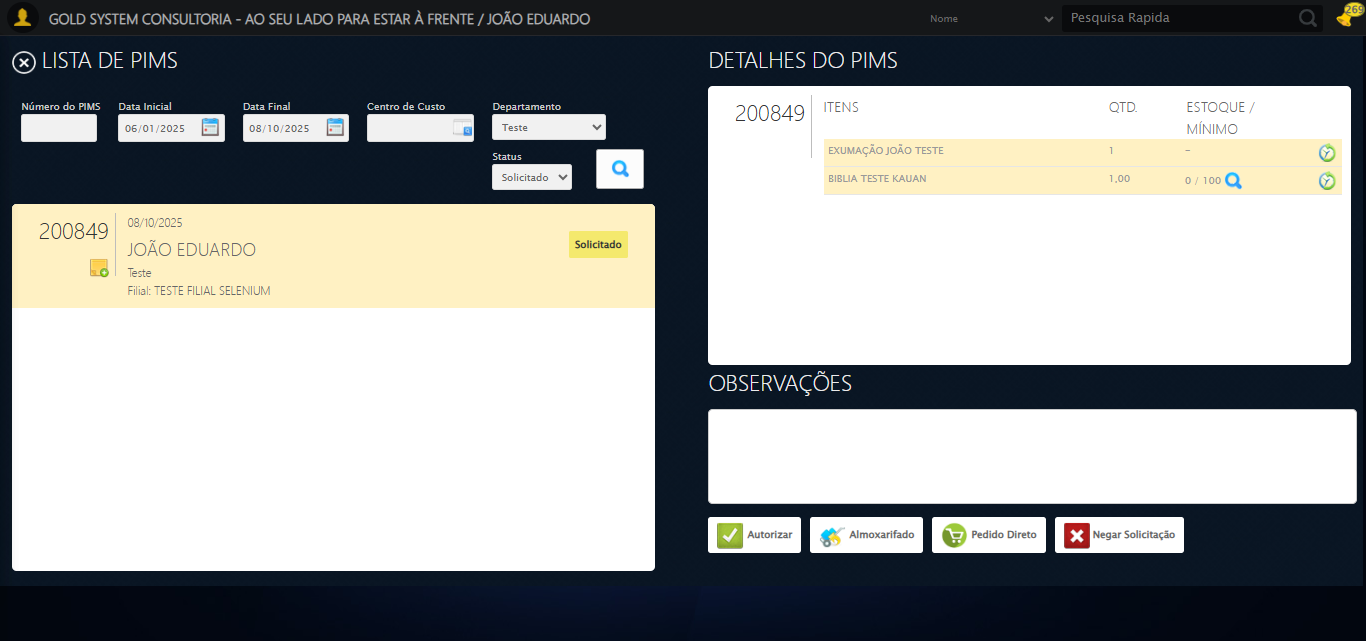 GOLD SYSTEM CONSULTORIA - AO SEU LADO PARA ESTAR À FRENTE / JOÃO EDUARDO
Nome
Pesquisa Rapida
269
LISTA DE PIMS
Número do PIMS
Data Inicial
Data Final
Centro de Custo
Departamento
06/01/2025
08/10/2025
Teste
Status
Solicitado
200849
08/10/2025
JOÃO EDUARDO
Teste
Filial: TESTE FILIAL SELENIUM
Solicitado
DETALHES DO PIMS
200849
ITENS
QTD.
ESTOQUE /
MÍNIMO
EXUMAÇÃO JOÃO TESTE
1
-
BIBLIA TESTE KAUAN
1,00
0 / 100
OBSERVAÇÕES
Autorizar
Almoxarifado
Pedido Direto
Negar Solicitação